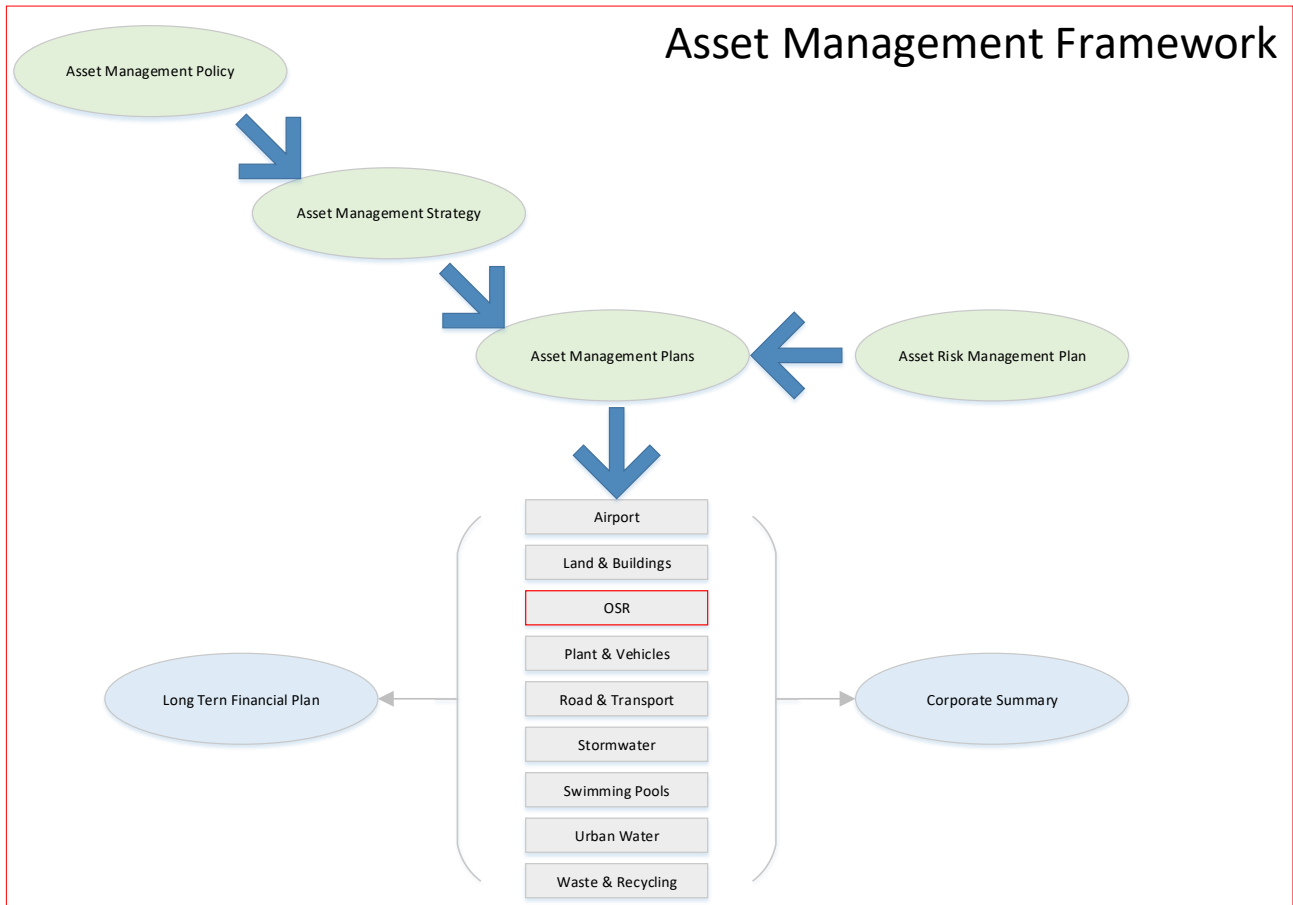 Asset Management Framework
Asset Management Policy
Asset Management Strategy
Asset Management Plans
Asset Risk Management Plan
Airport
Land & Buildings
OSR
Plant & Vehicles
Road & Transport
Stormwater
Swimming Pools
Urban Water
Waste & Recycling
Long Tern Financial Plan
Corporate Summary